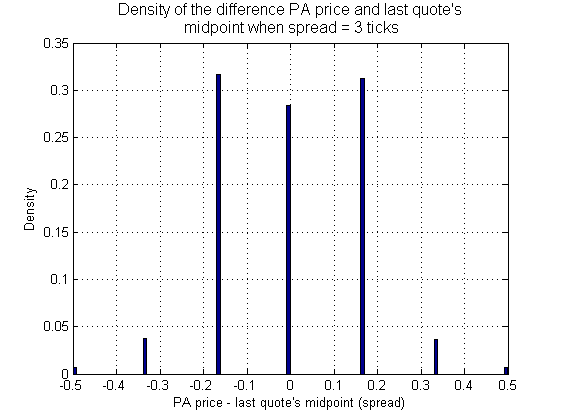 Density of the difference PA price and last quote's
midpoint when spread = 3 ticks
0.35
0.3
0.25
0.2
0.15
0.1
0.05
0
Density
-0.5 -0.4 -0.3 -0.2 -0.1 0 0.1 0.2 0.3 0.4 0.5
PA price - last quote's midpoint (spread)